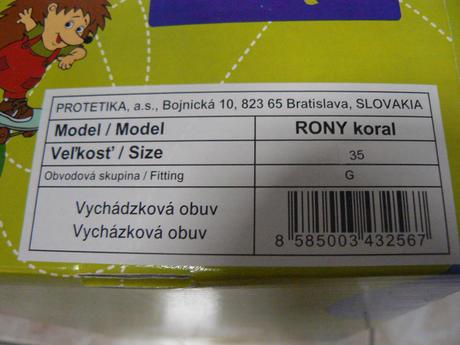 PROTETIKA, a.s., Bojnická 10, 823 65 Bratislava, SLOVAKIA
Model / Model RONY koral
Veľkosť / Size 35
Obvodová skupina / Fitting G
Vychádzková obuv
Vycházková obuv
8 585003 432567